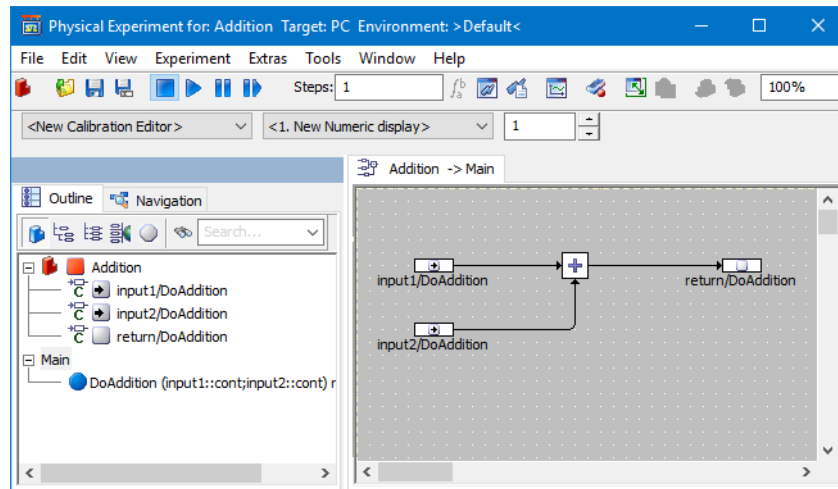 Physical Experiment for: Addition Target: PC Environment: >Default<
File Edit View Experiment Extras Tools Window Help
Steps: 1
100%
<New Calibration Editor>
<1. New Numeric display>
1
Addition -> Main
Outline
Navigation
Search...
Addition
input1/DoAddition
input2/DoAddition
return/DoAddition
Main
DoAddition (input1::cont;input2::cont) r
input1/DoAddition
return/DoAddition
input2/DoAddition